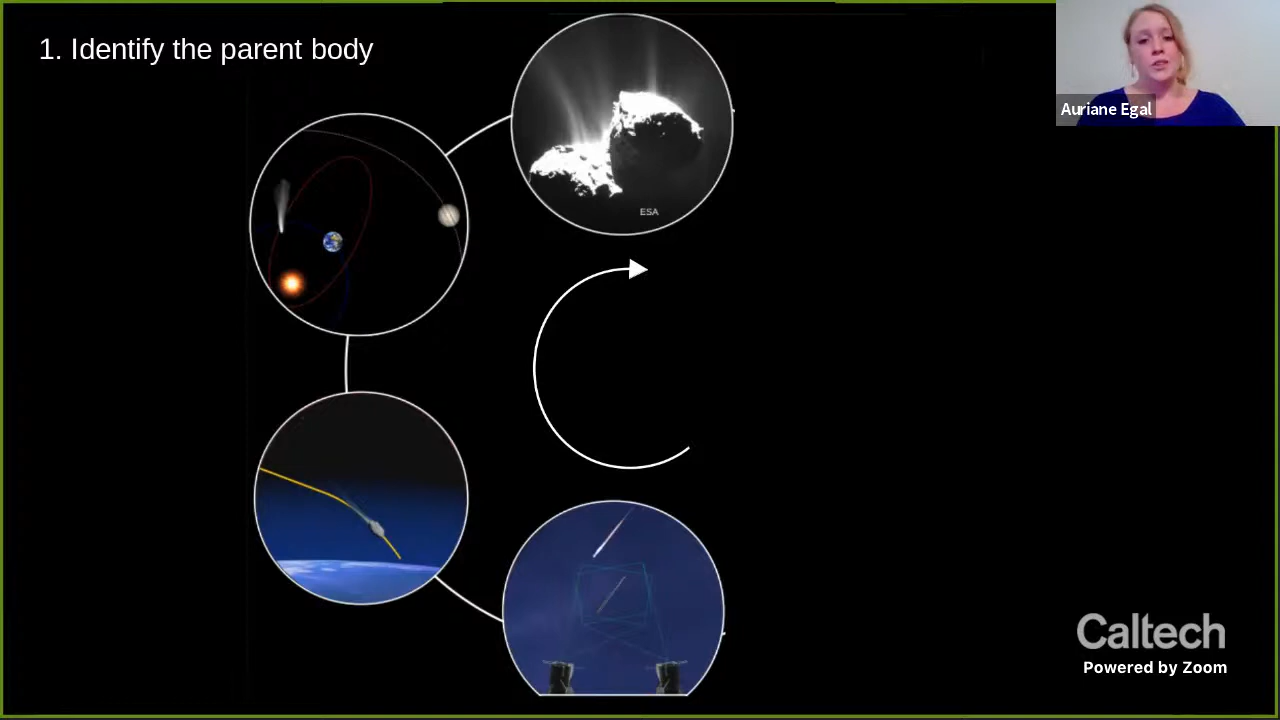 1. Identify the parent body
Auriane Egal
ESA
Caltech
Powered by Zoom